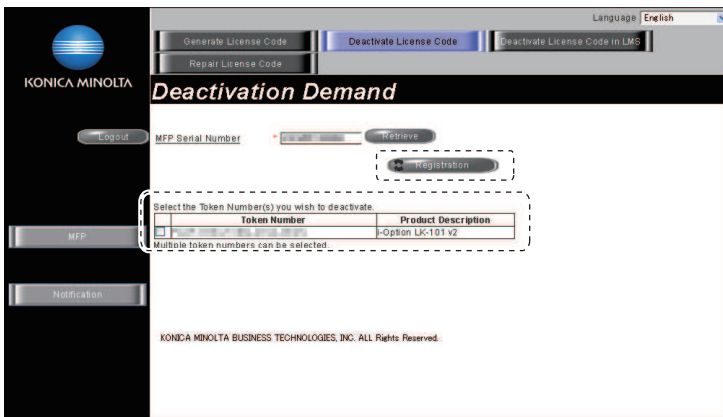 Language English
Generate License Code Deactivate License Code Deactivate License Code in LMS
Repair License Code
KONICA MINOLTA
Deactivation Demand
Logout MFP Serial Number * Retrieve
Registration
Select the Token Number(s) you wish to deactivate.
Token Number Product Description
i-Option LK-101 v2
Multiple token numbers can be selected.
MFP
Notification
KONICA MINOLTA BUSINESS TECHNOLOGIES, INC. ALL Rights Reserved.